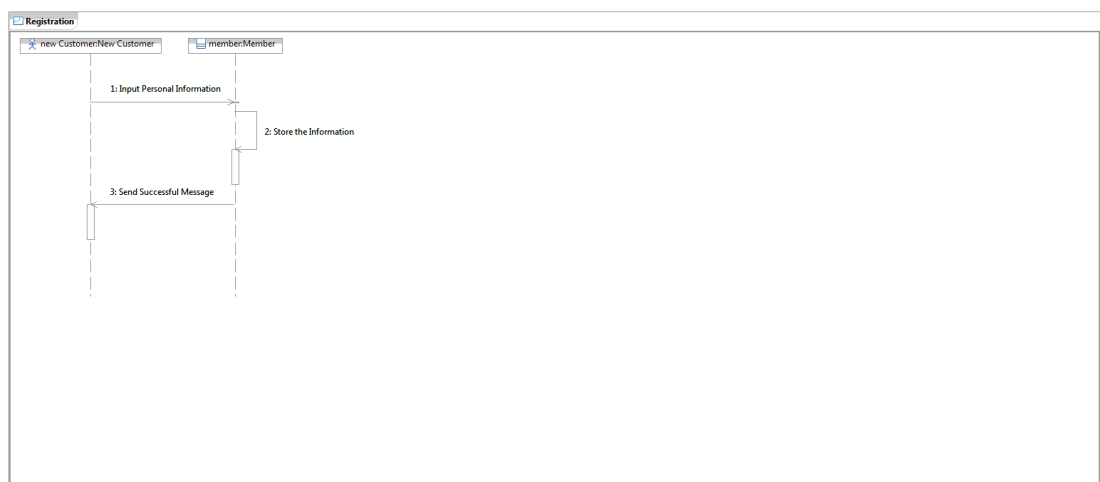 Registration
new Customer:New Customer
member:Member
1: Input Personal Information
2: Store the Information
3: Send Successful Message